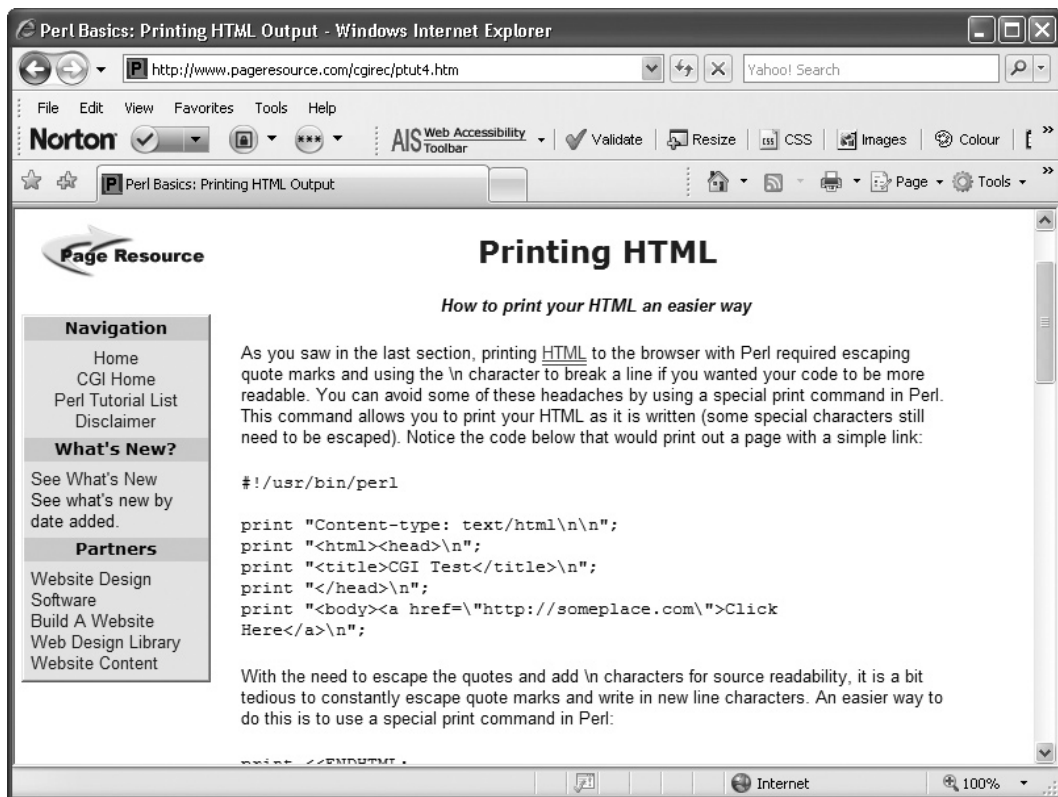 Perl Basics: Printing HTML Output - Windows Internet Explorer
http://www.pageresource.com/cgirec/ptut4.htm
Yahoo! Search
File Edit View Favorites Tools Help
Norton
AIS Web Accessibility Toolbar
Validate
Resize
CSS
Images
Colour
Perl Basics: Printing HTML Output
Page
Tools
Page Resource
Navigation
Home
CGI Home
Perl Tutorial List
Disclaimer
What's New?
See What's New
See what's new by
date added.
Partners
Website Design
Software
Build A Website
Web Design Library
Website Content
Printing HTML
How to print your HTML an easier way
As you saw in the last section, printing HTML to the browser with Perl required escaping
quote marks and using the \n character to break a line if you wanted your code to be more
readable. You can avoid some of these headaches by using a special print command in Perl.
This command allows you to print your HTML as it is written (some special characters still
need to be escaped). Notice the code below that would print out a page with a simple link:
#!/usr/bin/perl
print "Content-type: text/html\n\n";
print "<html><head>\n";
print "<title>CGI Test</title>\n";
print "</head>\n";
print "<body><a href=\"http://someplace.com\">Click
Here</a>\n";
With the need to escape the quotes and add \n characters for source readability, it is a bit
tedious to constantly escape quote marks and write in new line characters. An easier way to
do this is to use a special print command in Perl:
print <<ENDHTML;
Internet
100%